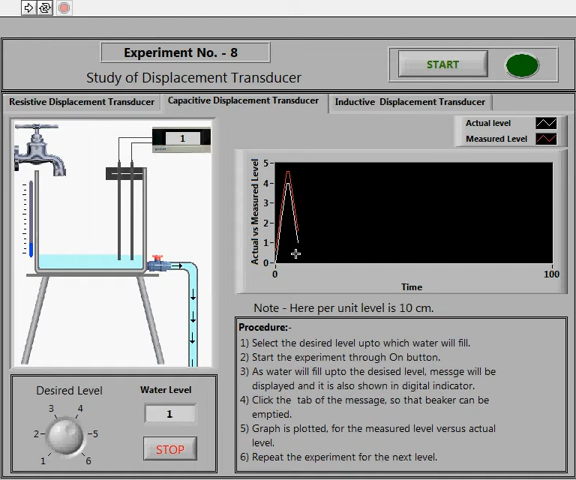 Experiment No. - 8
Study of Displacement Transducer
START
Resistive Displacement Transducer
Capacitive Displacement Transducer
Inductive Displacement Transducer
Actual level
Measured Level
1
Actual vs Measured Level
5
4
3
2
1
0
0
100
Time
Note - Here per unit level is 10 cm.
Procedure:-
1) Select the desired level upto which water will fill.
2) Start the experiment through On button.
3) As water will fill upto the desised level, messge will be
displayed and it is also shown in digital indicator.
4) Click the tab of the message, so that beaker can be
emptied.
5) Graph is plotted, for the measured level versus actual
level.
6) Repeat the experiment for the next level.
Desired Level
1
2
3
4
5
6
Water Level
1
STOP